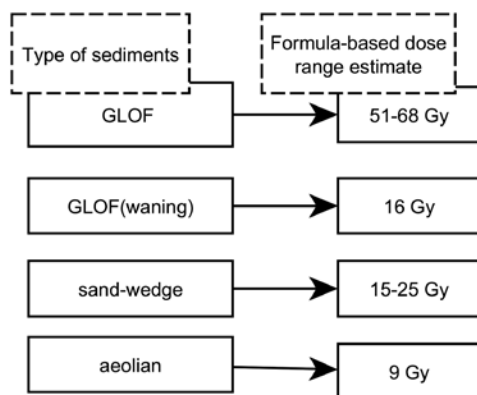 Type of sediments
Formula-based dose
range estimate
GLOF
51-68 Gy
GLOF(waning)
16 Gy
sand-wedge
15-25 Gy
aeolian
9 Gy